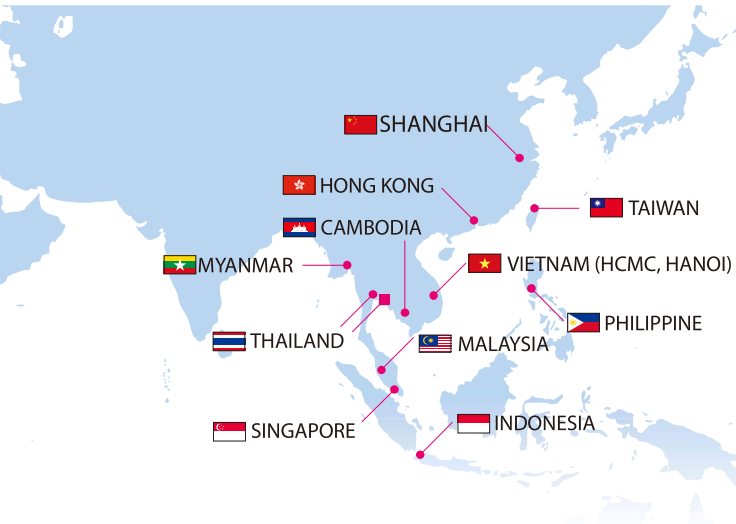 SHANGHAI
HONG KONG
TAIWAN
CAMBODIA
MYANMAR
VIETNAM (HCMC, HANOI)
PHILIPPINE
THAILAND
MALAYSIA
SINGAPORE
INDONESIA